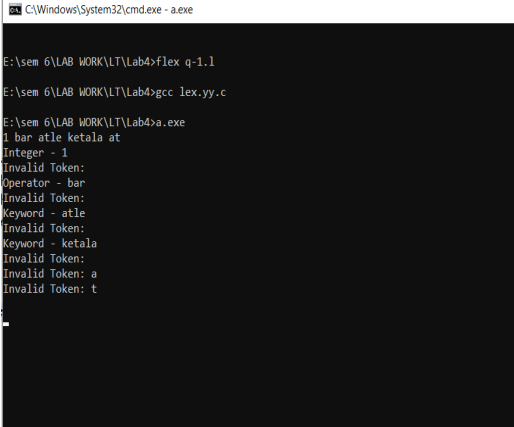 C:\Windows\System32\cmd.exe - a.exe
E:\sem 6\LAB WORK\LT\Lab4>flex q-1.l
E:\sem 6\LAB WORK\LT\Lab4>gcc lex.yy.c
E:\sem 6\LAB WORK\LT\Lab4>a.exe
1 bar atle ketala at
Integer - 1
Invalid Token:
Operator - bar
Invalid Token:
Keyword - atle
Invalid Token:
Keyword - ketala
Invalid Token:
Invalid Token: a
Invalid Token: t